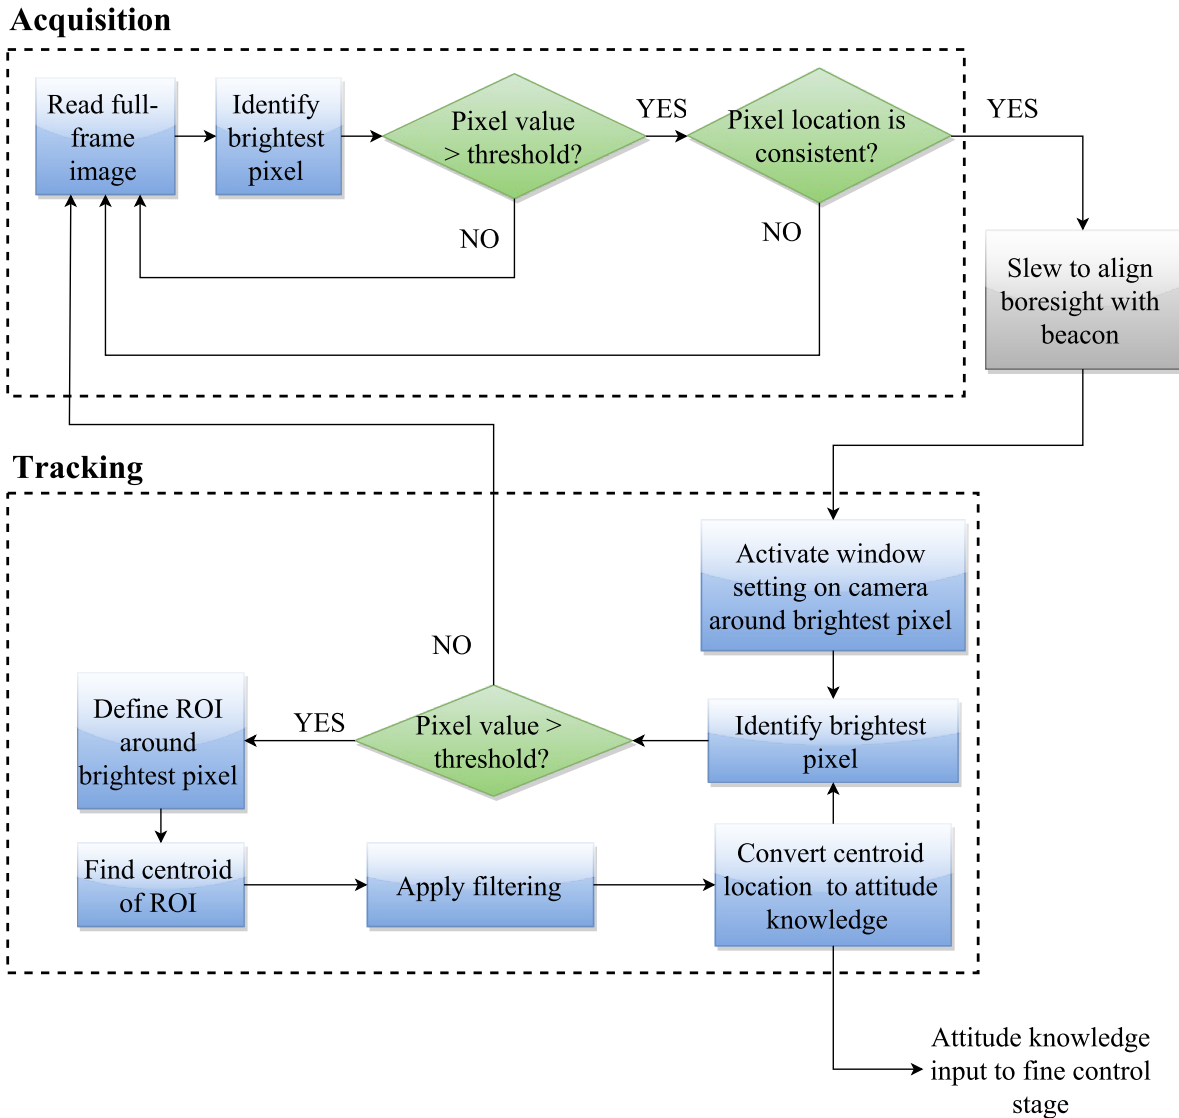 Acquisition
Read full-
frame
image
Identify
brightest
pixel
Pixel value
> threshold?
YES
Pixel location is
consistent?
YES
NO
NO
Slew to align
boresight with
beacon
Tracking
Activate window
setting on camera
around brightest pixel
NO
Define ROI
around
brightest pixel
YES
Pixel value >
threshold?
Identify brightest
pixel
Find centroid
of ROI
Apply filtering
Convert centroid
location to attitude
knowledge
Attitude knowledge
input to fine control
stage